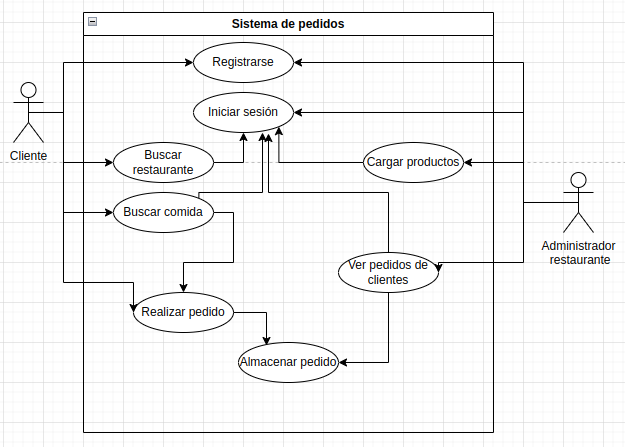 Sistema de pedidos
Registrarse
Iniciar sesión
Cliente
Buscar
restaurante
Cargar productos
Buscar comida
Administrador
restaurante
Ver pedidos de
clientes
Realizar pedido
Almacenar pedido